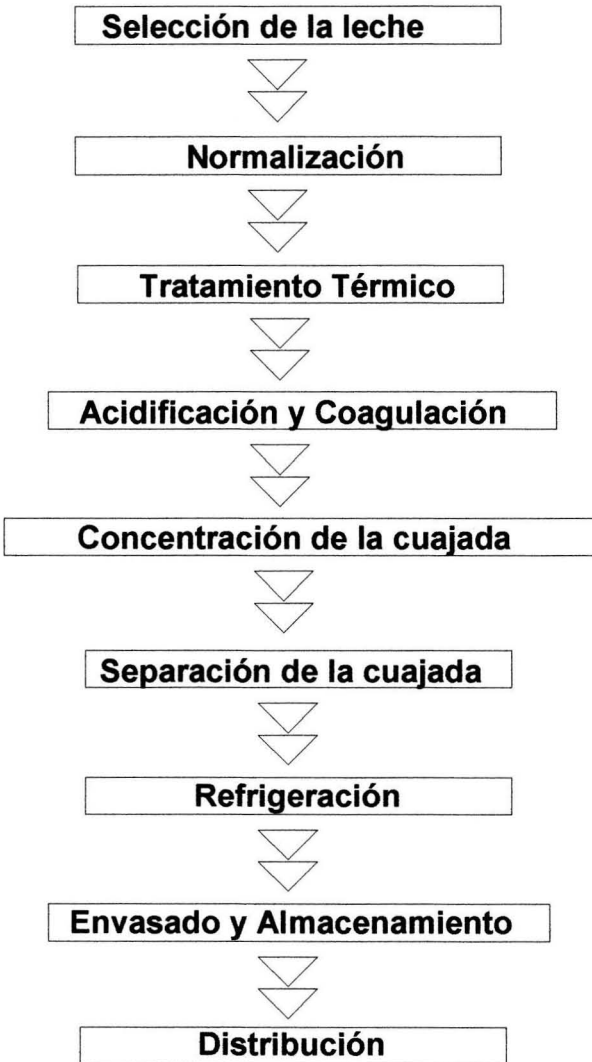 Selección de la leche
Normalización
Tratamiento Térmico
Acidificación y Coagulación
Concentración de la cuajada
Separación de la cuajada
Refrigeración
Envasado y Almacenamiento
Distribución